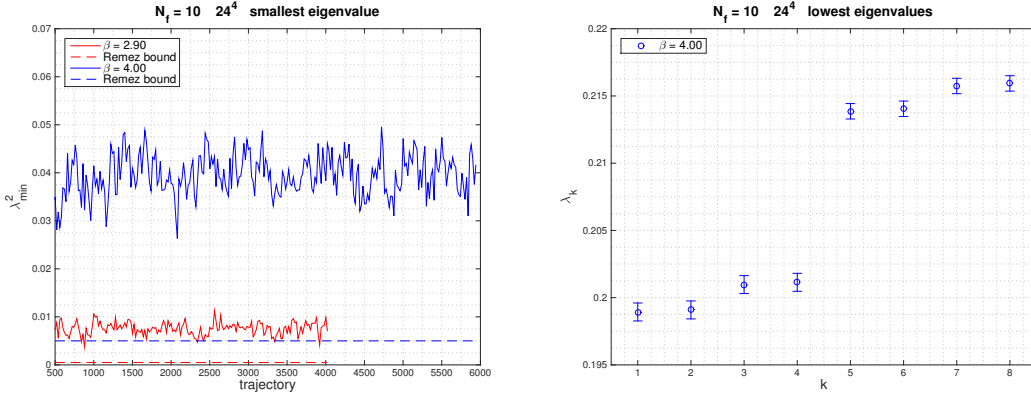 N_f = 10 24^4 smallest eigenvalue
0.07
0.06
0.05
0.04
0.03
0.02
0.01
0
λ^2_min
β = 2.90
Remez bound
β = 4.00
Remez bound
500 1000 1500 2000 2500 3000 3500 4000 4500 5000 5500 6000
trajectory
N_f = 10 24^4 lowest eigenvalues
0.22
0.215
0.21
0.205
0.2
0.195
λ_k
β = 4.00
1 2 3 4 5 6 7 8
k